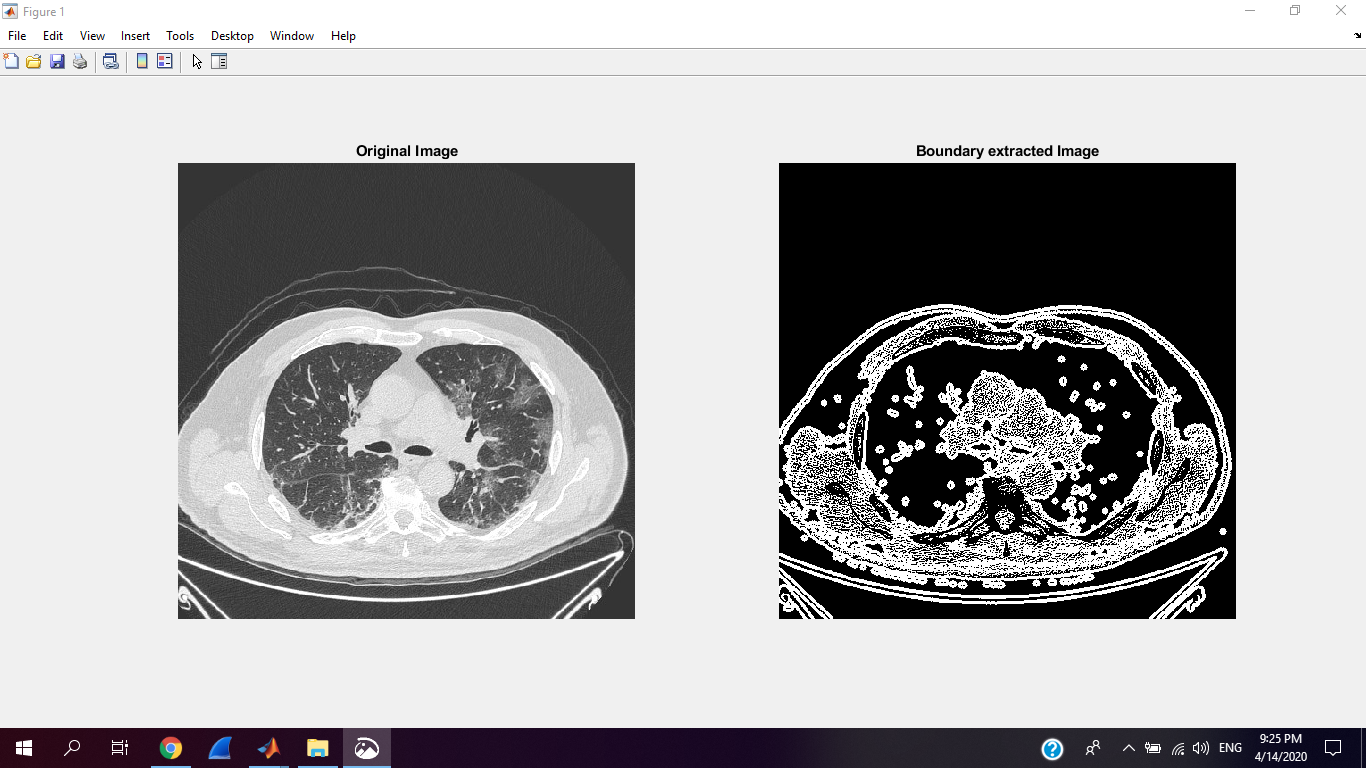 Figure 1
File Edit View Insert Tools Desktop Window Help
Original Image
Boundary extracted Image
ENG
9:25 PM
4/14/2020